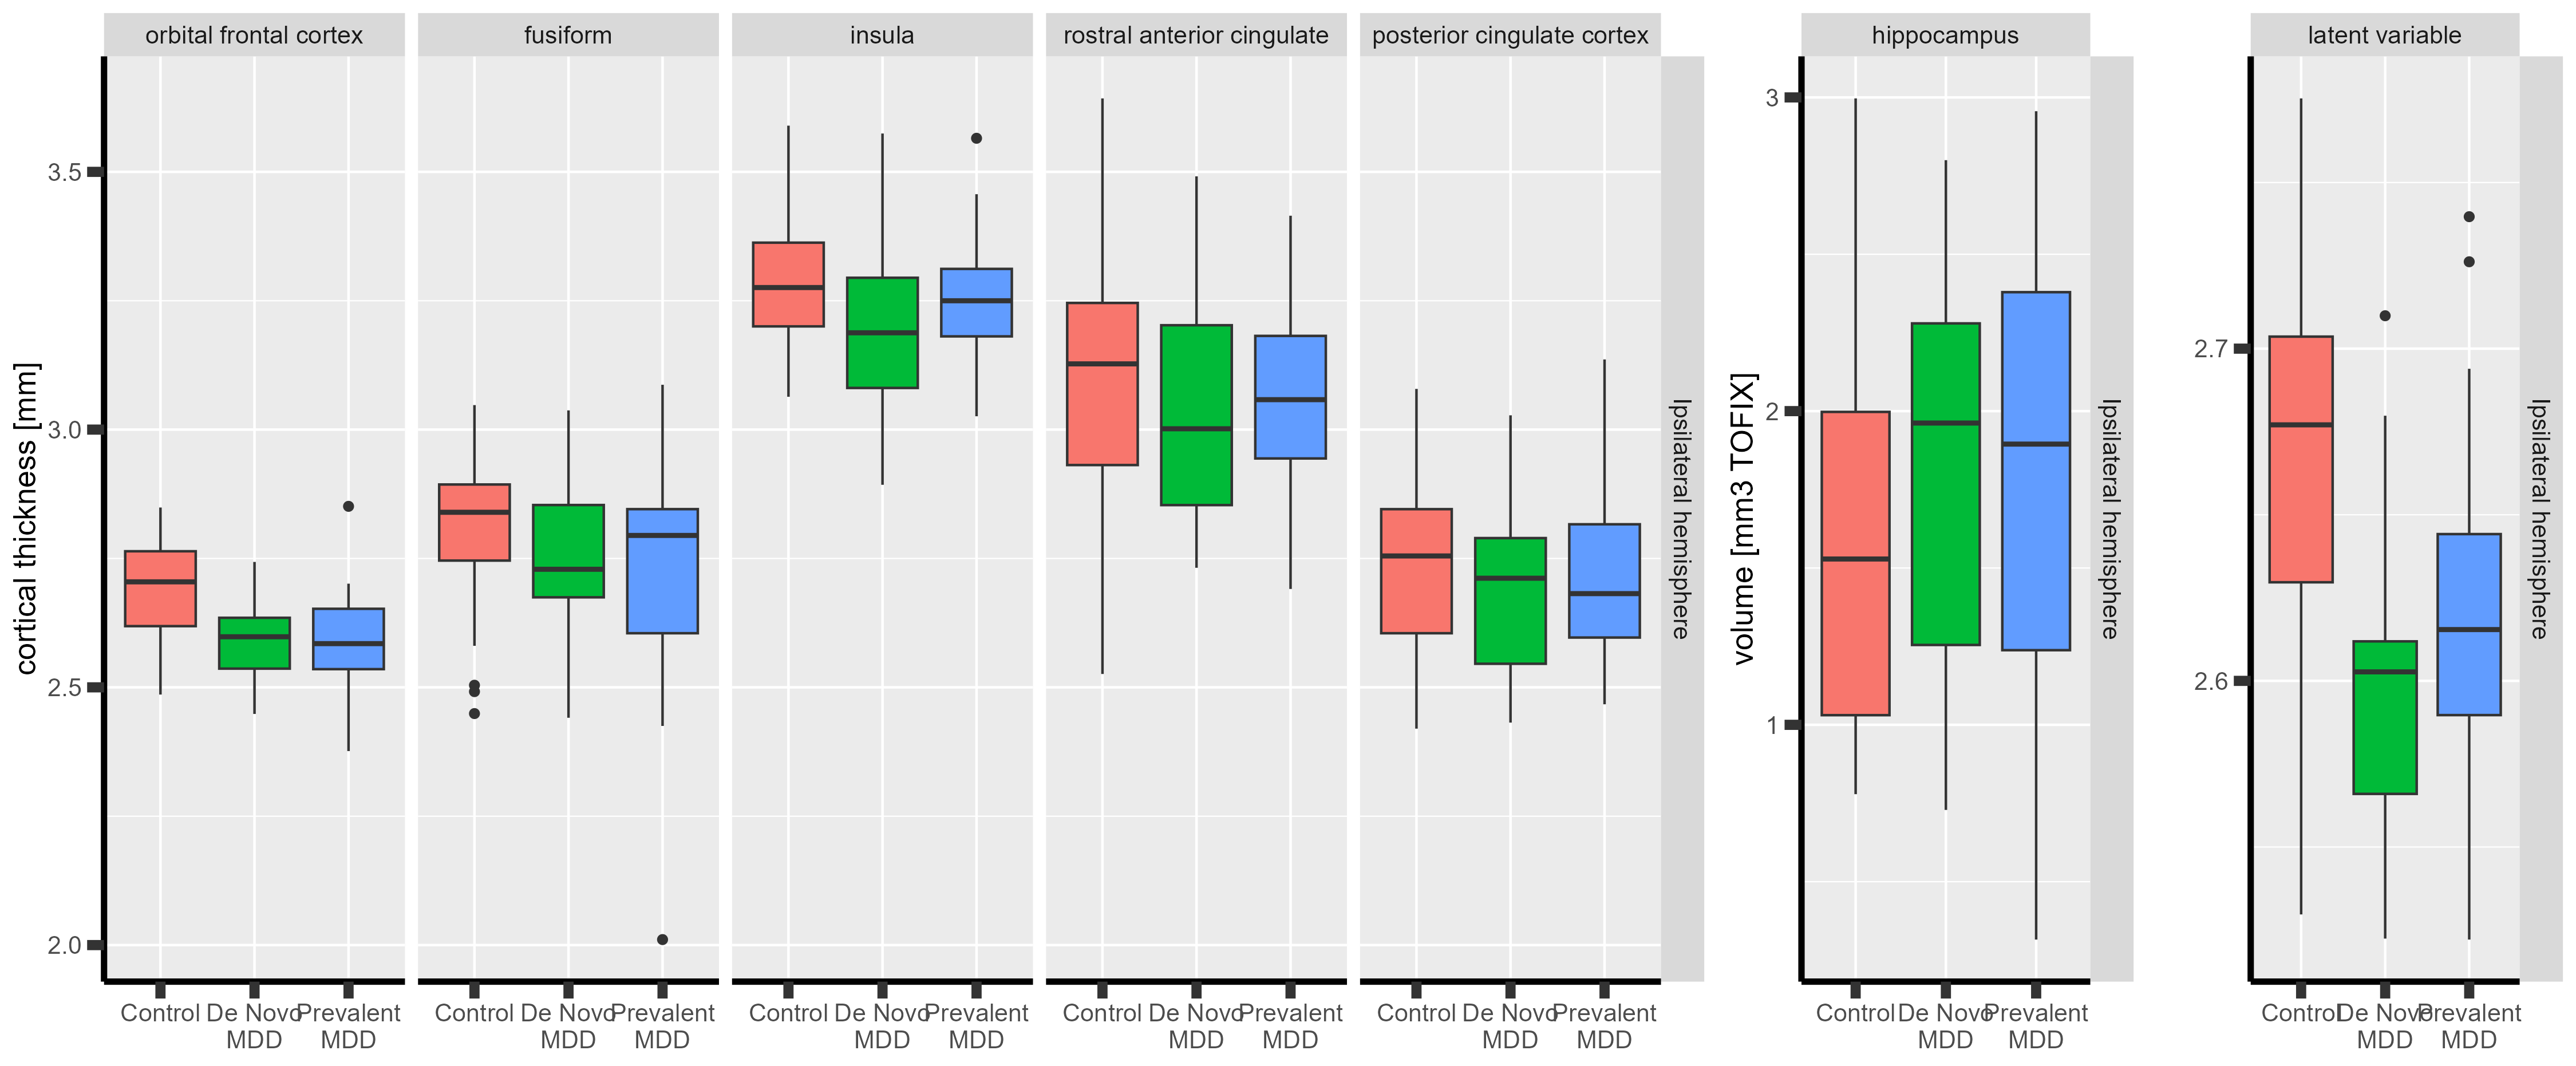 orbital frontal cortex
fusiform
insula
rostral anterior cingulate
posterior cingulate cortex
hippocampus
latent variable
cortical thickness [mm]
3.5
3.0
2.5
2.0
Ipsilateral hemisphere
volume [mm3 TOFIX]
3
2
1
Ipsilateral hemisphere
2.7
2.6
Ipsilateral hemisphere
Control
De Novo
MDD
Prevalent
MDD
Control
De Novo
MDD
Prevalent
MDD
Control
De Novo
MDD
Prevalent
MDD
Control
De Novo
MDD
Prevalent
MDD
Control
De Novo
MDD
Prevalent
MDD
Control
De Novo
MDD
Prevalent
MDD
Control
De Novo
MDD
Prevalent
MDD